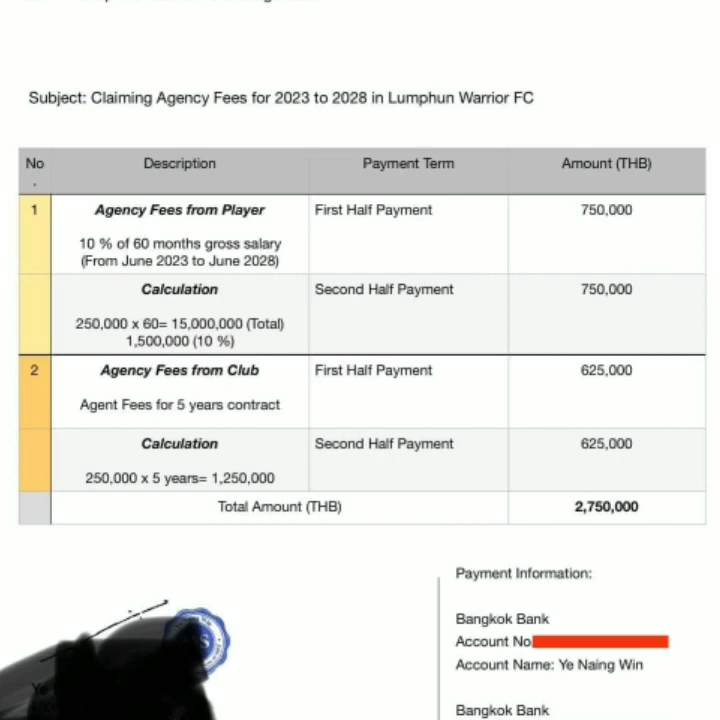 Subject: Claiming Agency Fees for 2023 to 2028 in Lumphun Warrior FC
No. Description Payment Term Amount (THB)
1 Agency Fees from Player First Half Payment 750,000
10 % of 60 months gross salary
(From June 2023 to June 2028)
Calculation Second Half Payment 750,000
250,000 x 60= 15,000,000 (Total)
1,500,000 (10 %)
2 Agency Fees from Club First Half Payment 625,000
Agent Fees for 5 years contract
Calculation Second Half Payment 625,000
250,000 x 5 years= 1,250,000
Total Amount (THB) 2,750,000
Payment Information:
Bangkok Bank
Account No
Account Name: Ye Naing Win
Bangkok Bank
Ye